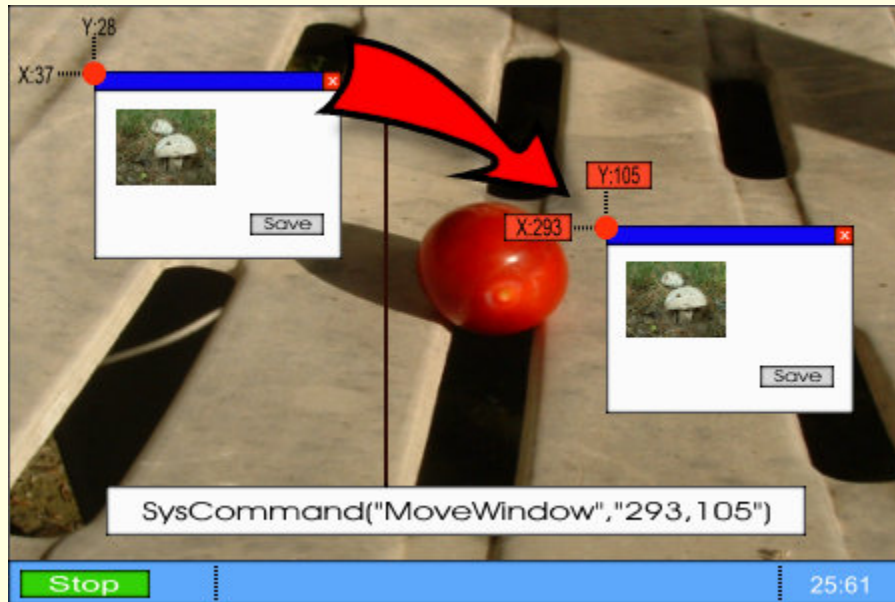 Y:28
X:37
x
Save
Y:105
X:293
x
Save
SysCommand("MoveWindow","293,105")
Stop
25:61